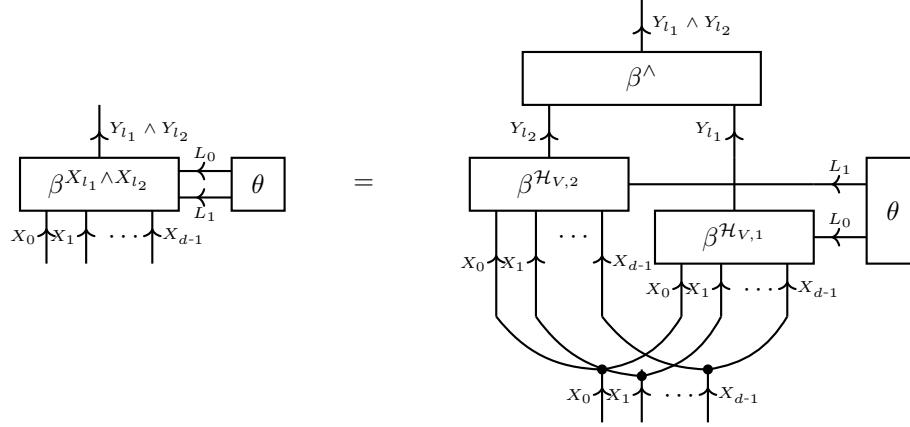 Y_{l_1} ∧ Y_{l_2}
β^∧
Y_{l_2} Y_{l_1}
Y_{l_1} ∧ Y_{l_2}
L_0
β^{X_{l_1} ∧ X_{l_2}} θ = β^{\mathcal{H}_{V,2}} L_1
L_1
X_0 X_1 ··· X_{d-1}
··· β^{\mathcal{H}_{V,1}} L_0 θ
X_0 X_1 X_{d-1}
X_0 X_1 ··· X_{d-1}
X_0 X_1 ··· X_{d-1}